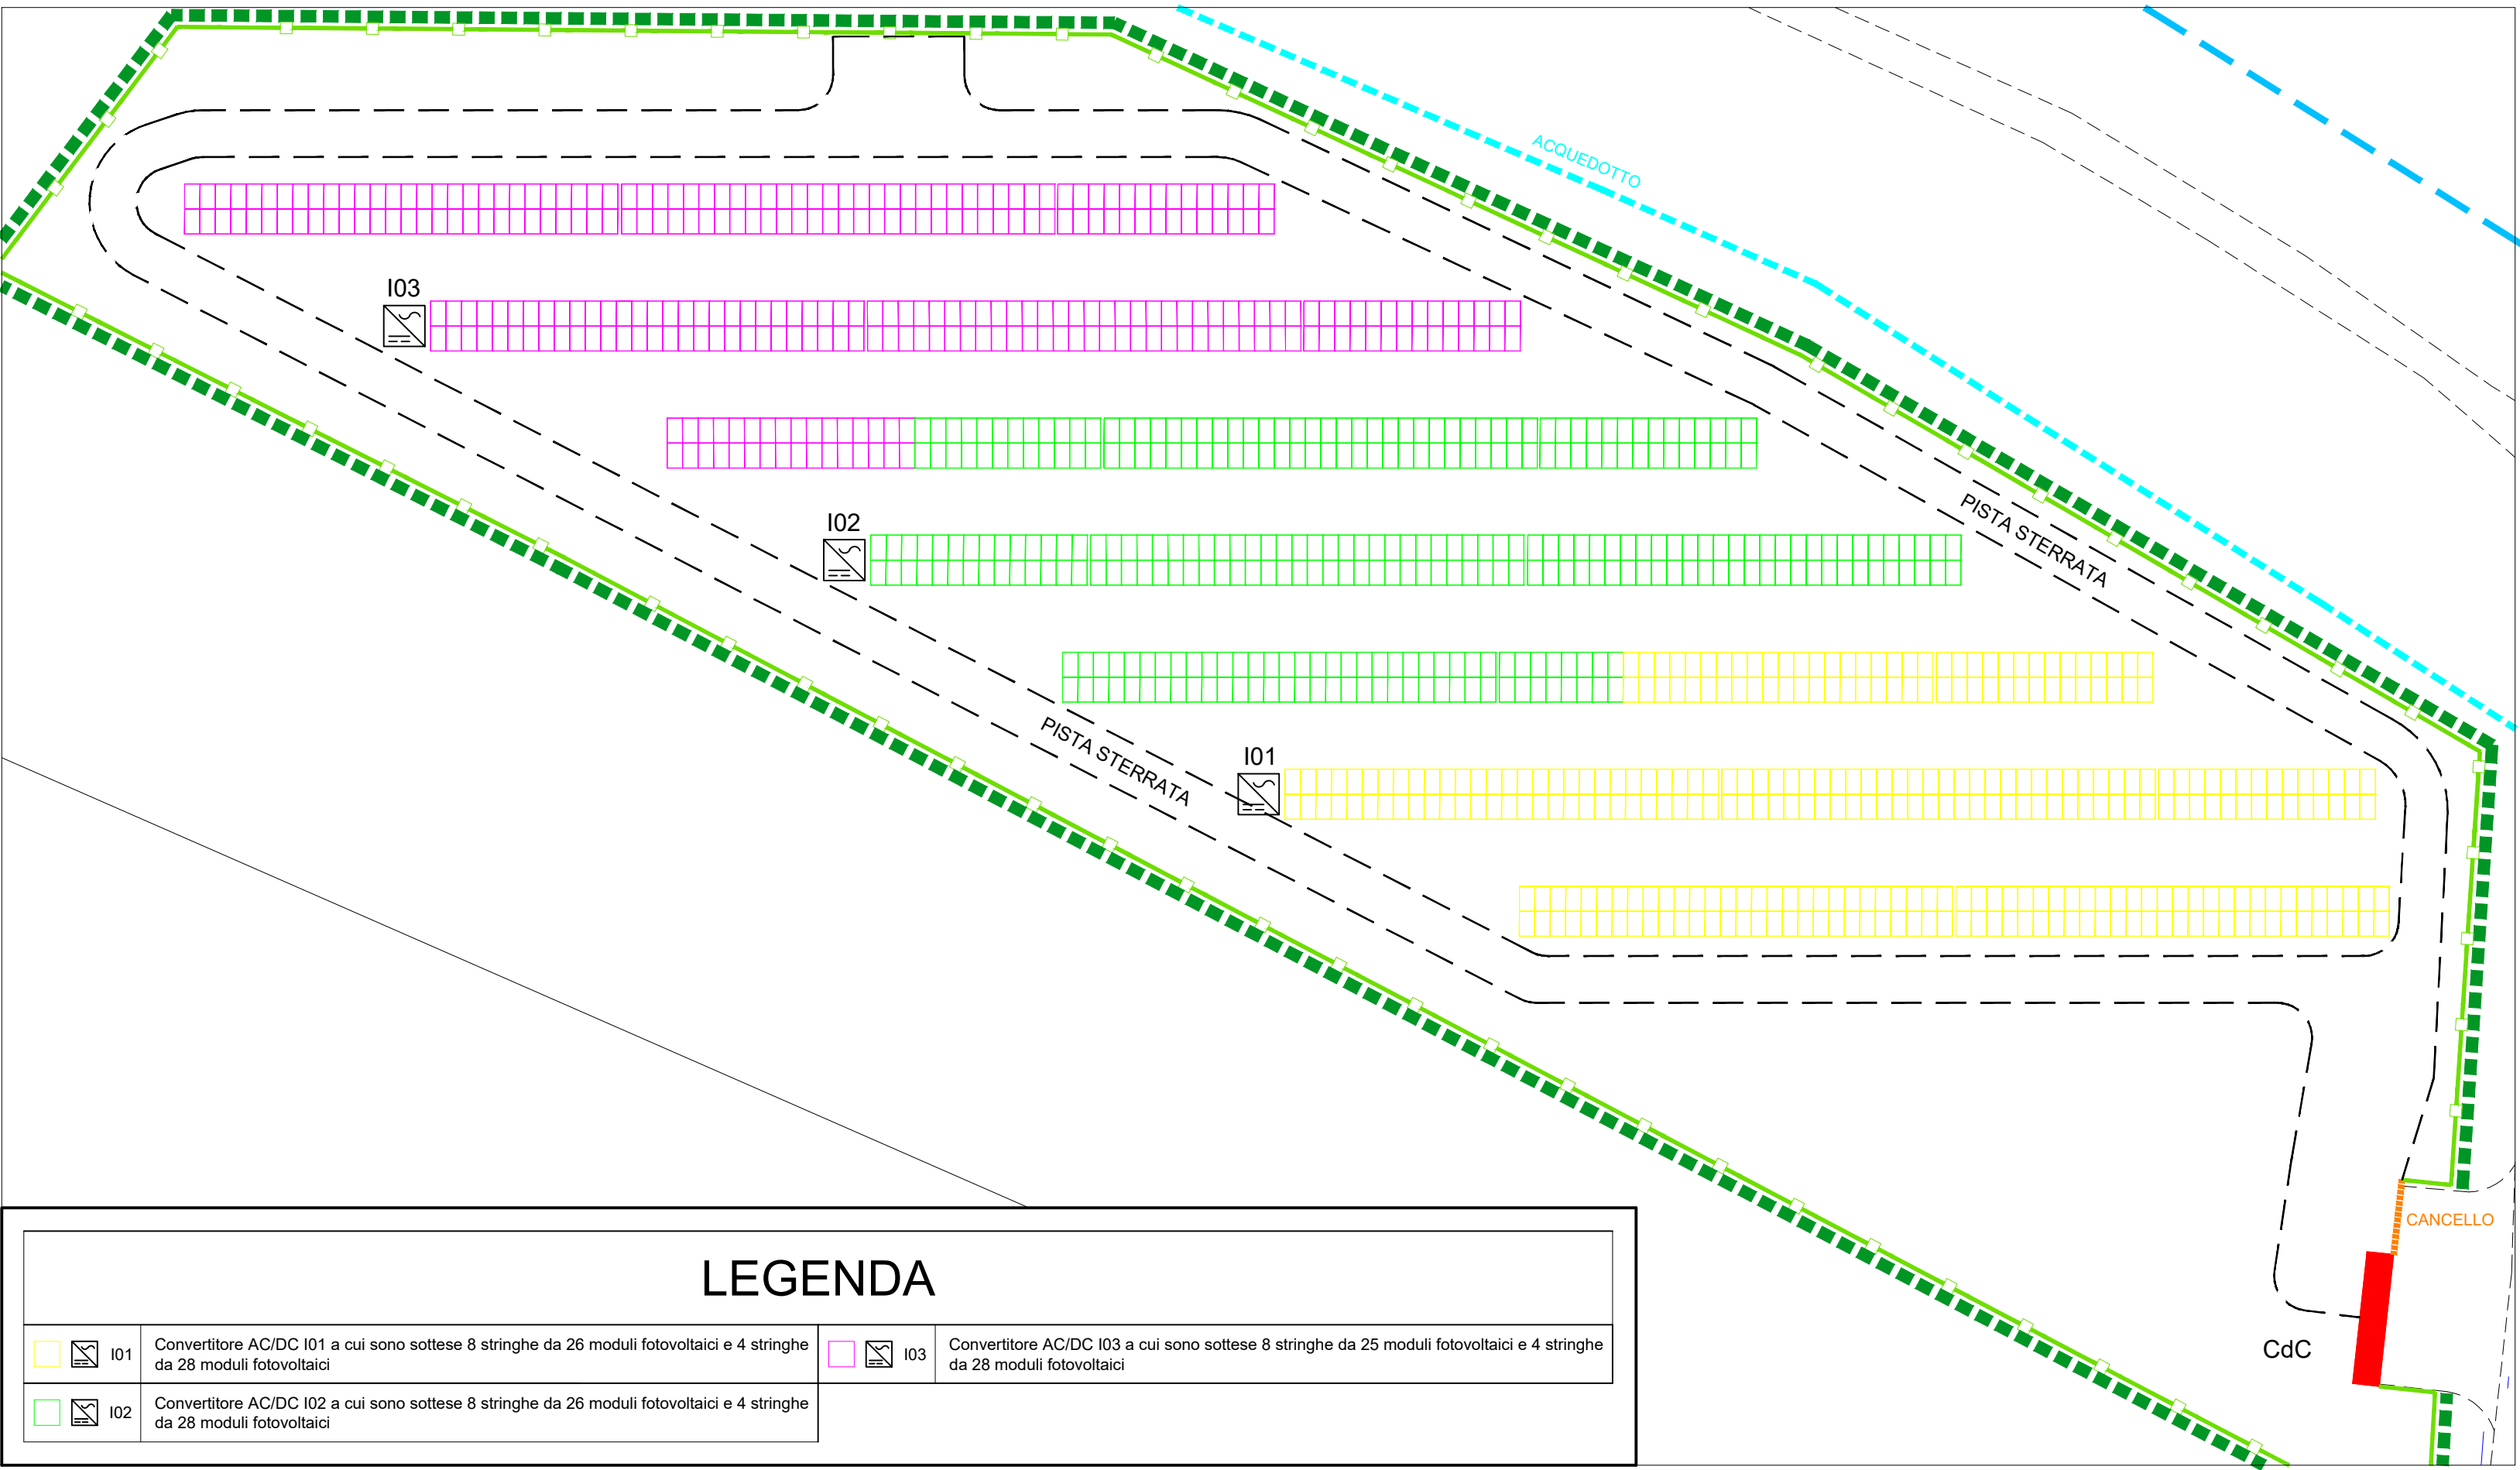 ACQUEDOTTO
I03
PISTA STERRATA
I02
PISTA STERRATA
I01
CANCELLO
CdC
LEGENDA
I01
Convertitore AC/DC I01 a cui sono sottese 8 stringhe da 26 moduli fotovoltaici e 4 stringhe
da 28 moduli fotovoltaici
I03
Convertitore AC/DC I03 a cui sono sottese 8 stringhe da 25 moduli fotovoltaici e 4 stringhe
da 28 moduli fotovoltaici
I02
Convertitore AC/DC I02 a cui sono sottese 8 stringhe da 26 moduli fotovoltaici e 4 stringhe
da 28 moduli fotovoltaici